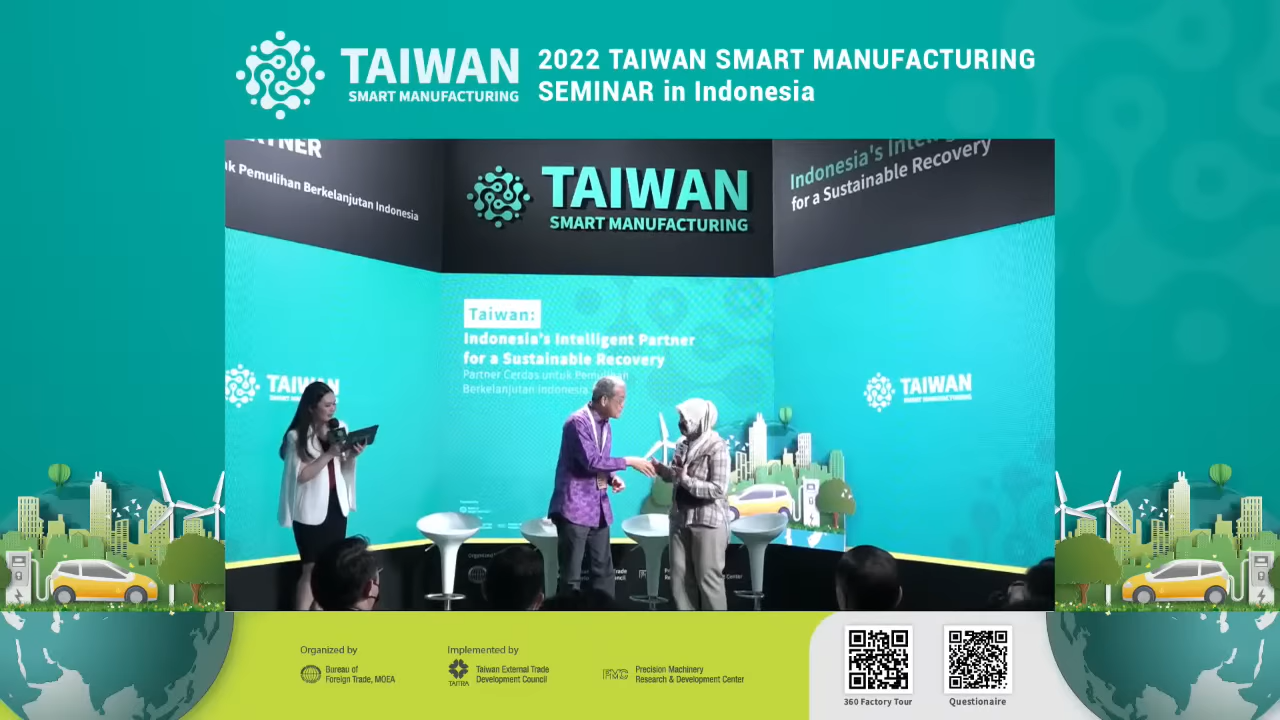 TAIWAN
SMART MANUFACTURING
2022 TAIWAN SMART MANUFACTURING
SEMINAR in Indonesia
Pemulihan Berkelanjutan Indonesia
TAIWAN
SMART MANUFACTURING
Indonesia's
for a Sustainable Recovery
Taiwan:
Indonesia's Intelligent Partner
for a Sustainable Recovery
Partner Cerdas untuk Pemulihan
Berkelanjutan Indonesia
TAIWAN
TAIWAN
SMART MANUFACTURING
Organized by
Bureau of
Foreign Trade, MOEA
Implemented by
TAITRA
Taiwan External Trade
Development Council
PMC
Precision Machinery
Research & Development Center
360 Factory Tour
Questionaire